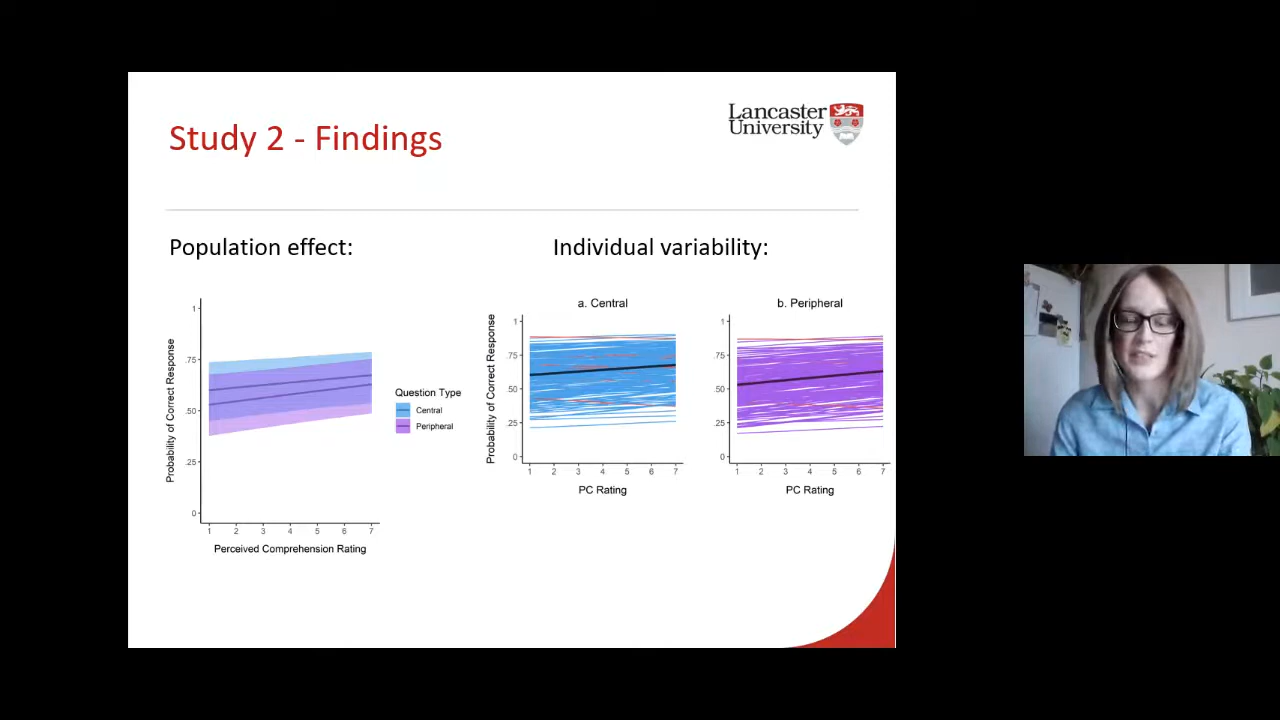 Study 2 - Findings
Lancaster
University
Population effect:
Individual variability:
1
.75
.50
.25
0
Probability of Correct Response
1 2 3 4 5 6 7
Perceived Comprehension Rating
Question Type
Central
Peripheral
a. Central
1
.75
.50
.25
0
Probability of Correct Response
1 2 3 4 5 6 7
PC Rating
b. Peripheral
1
.75
.50
.25
0
1 2 3 4 5 6 7
PC Rating